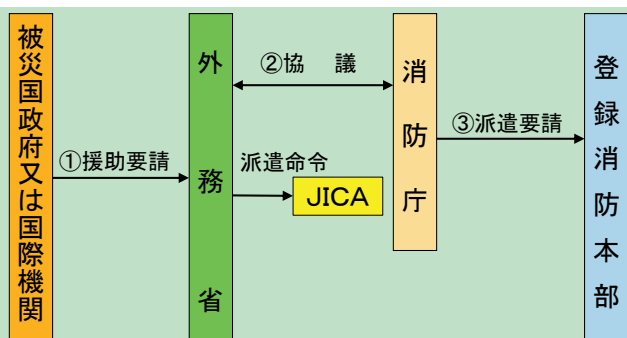 被災国政府又は国際機関
①援助要請
外務省
②協　議
派遣命令
JICA
消防庁
③派遣要請
登録消防本部